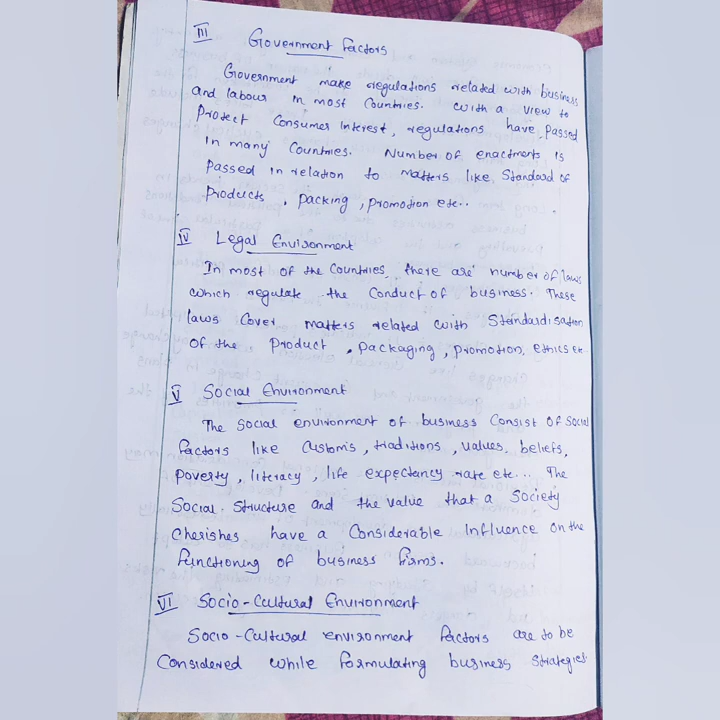 III Government Factors
Government make regulations related with business
and labour in most Countries. With a view to
Protect Consumer Interest, regulations have passed
in many Countries. Number of enactments is
passed in relation to matters like Standard of
Products, packing, promotion etc..
IV Legal Environment
In most of the Countries, there are number of laws
which regulate the Conduct of business. These
laws Cover matters related with Standardisation
of the Product, packaging, promotion, ethics etc
V Social Environment
The Social environment of business Consist of Social
factors like Customs, traditions, values, beliefs,
poverty, literacy, life expectancy rate etc... The
Social Structure and the value that a Society
Cherishes have a Considerable Influence on the
functioning of business firms.
VI Socio-Cultural Environment
Socio-Cultural environment factors are to be
Considered while formulating business Strategies.